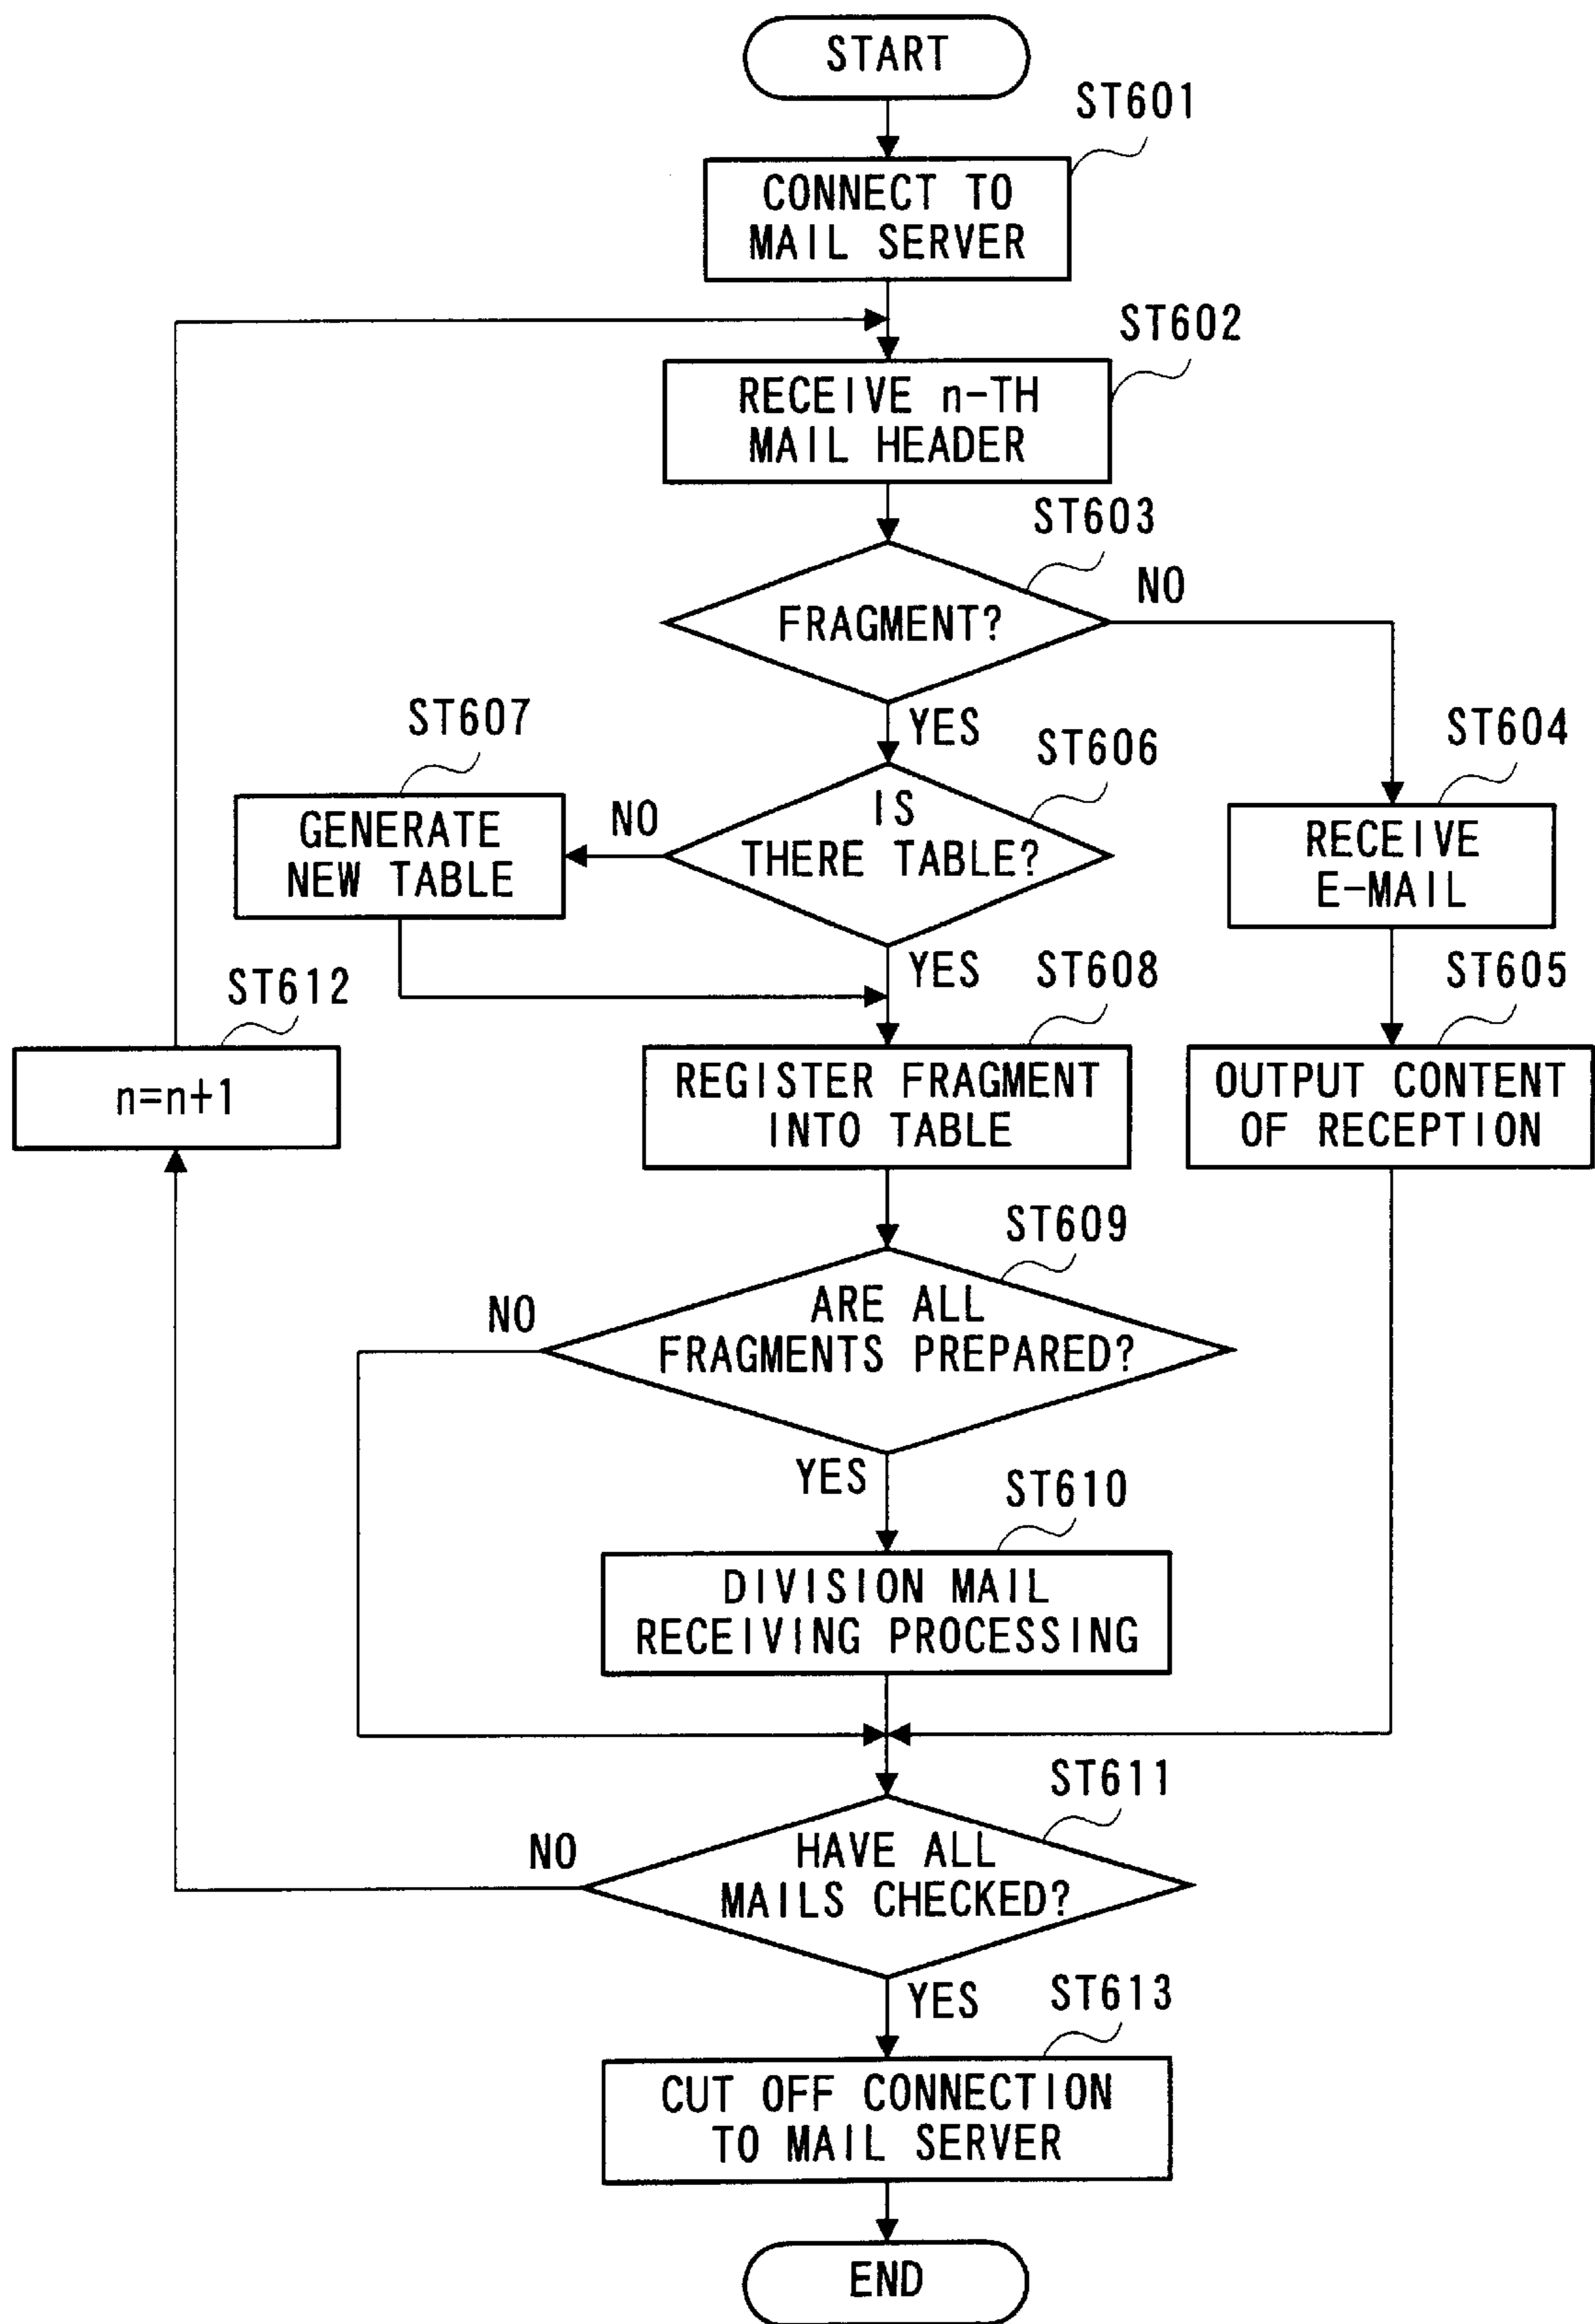 START
ST601
CONNECT TO
MAIL SERVER
ST602
RECEIVE n-TH
MAIL HEADER
ST603
FRAGMENT?
NO
YES
ST607
GENERATE
NEW TABLE
NO
ST606
IS
THERE TABLE?
ST604
RECEIVE
E-MAIL
YES
ST612
n=n+1
ST608
REGISTER FRAGMENT
INTO TABLE
ST605
OUTPUT CONTENT
OF RECEPTION
ST609
NO
ARE ALL
FRAGMENTS PREPARED?
YES
ST610
DIVISION MAIL
RECEIVING PROCESSING
ST611
NO
HAVE ALL
MAILS CHECKED?
YES
ST613
CUT OFF CONNECTION
TO MAIL SERVER
END